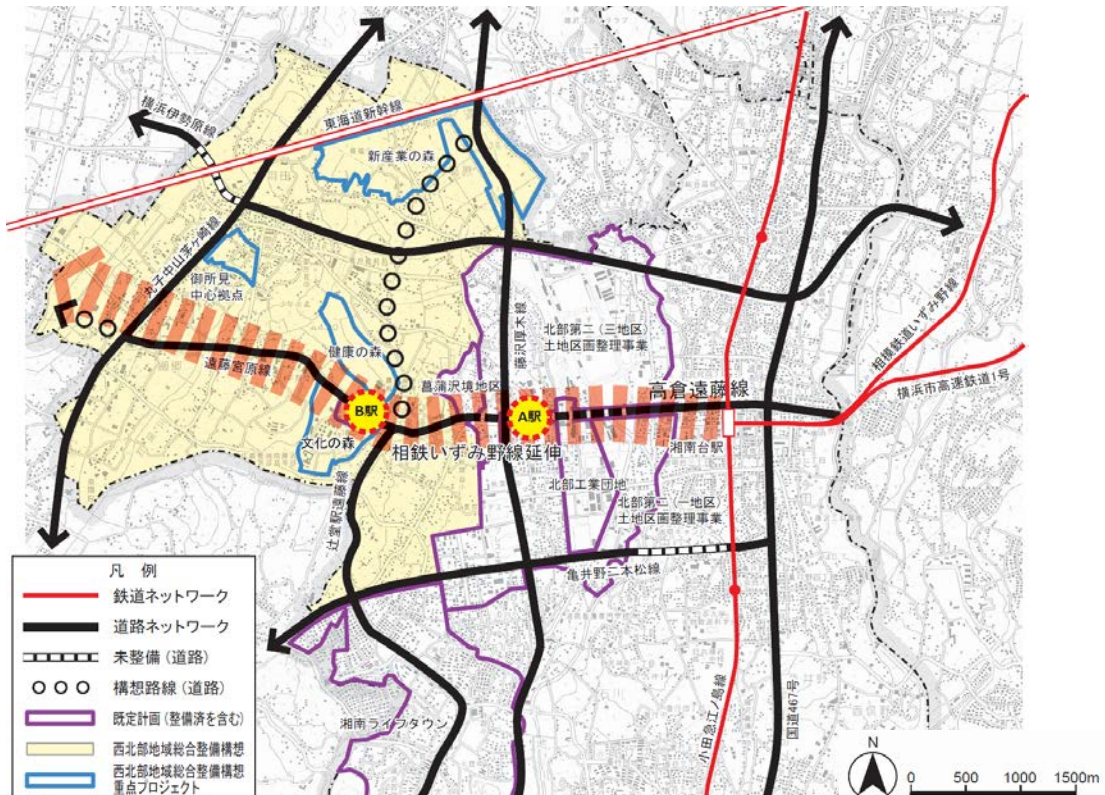 横浜伊勢原線
東海道新幹線
新産業の森
丸子中山茅ヶ崎線
御所見
中心拠点
藤沢厚木線
北部第二(三地区)
土地区画整理事業
相模鉄道いずみ野線
横浜市高速鉄道1号
健康の森
遠藤宮原線
菖蒲沢境地区
高倉遠藤線
B駅
A駅
文化の森
相鉄いずみ野線延伸
湘南台駅
辻堂駅遠藤線
北部工業団地
北部第二(一地区)
土地区画整理事業
亀井野二本松線
小田急江ノ島線
国道467号
湘南ライフタウン
凡 例
鉄道ネットワーク
道路ネットワーク
未整備(道路)
構想路線(道路)
既定計画(整備済を含む)
西北部地域総合整備構想
西北部地域総合整備構想
重点プロジェクト
N
0 500 1000 1500m